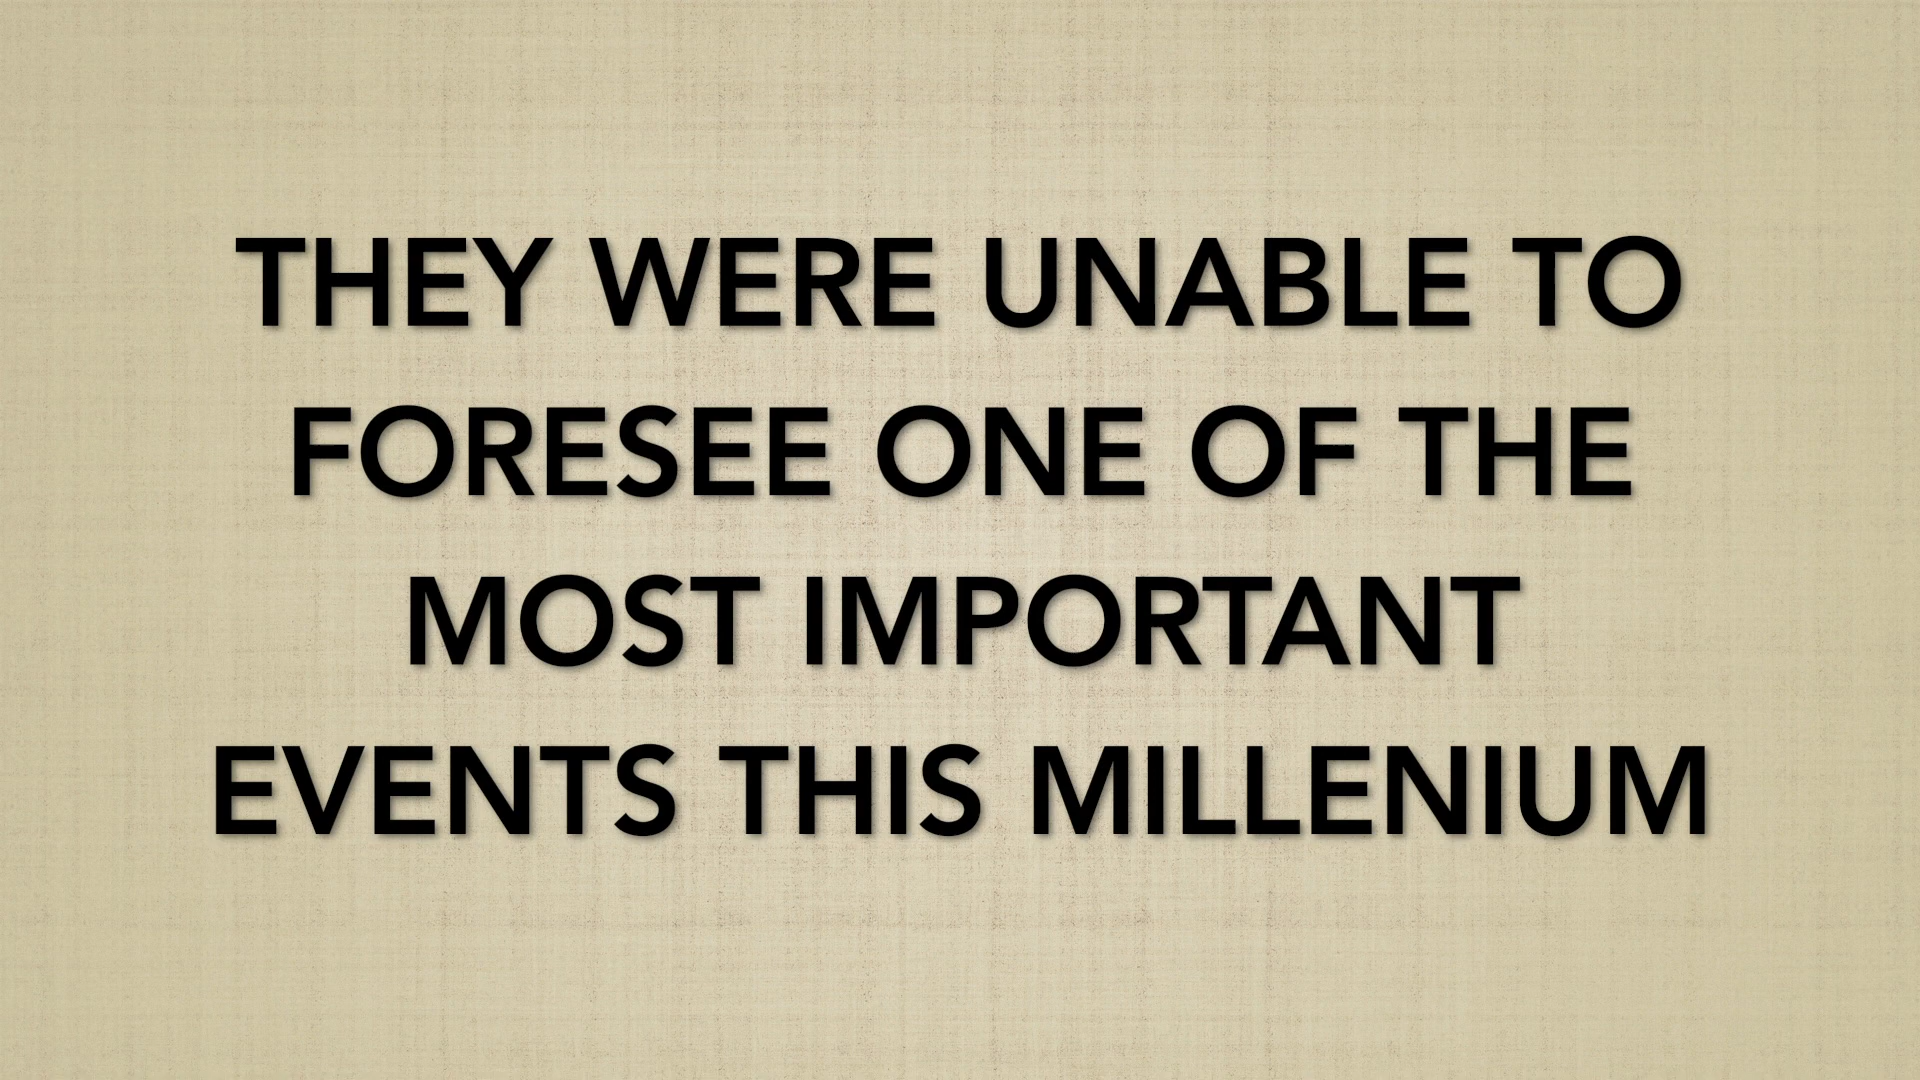 THEY WERE UNABLE TO
FORESEE ONE OF THE
MOST IMPORTANT
EVENTS THIS MILLENIUM